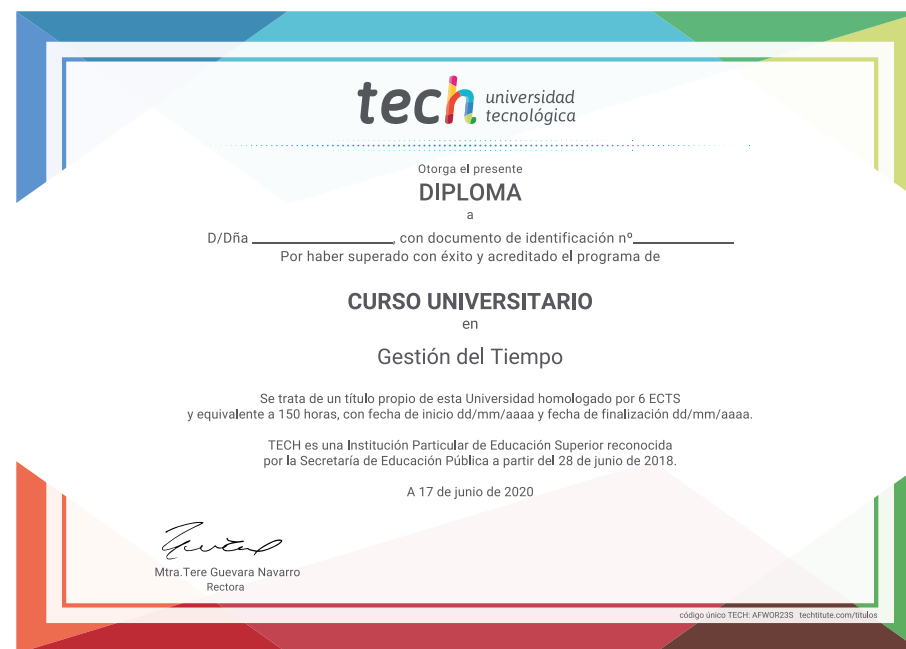 tech universidad
tecnológica
Otorga el presente
DIPLOMA
a
D/Dña ____________________, con documento de identificación nº______________
Por haber superado con éxito y acreditado el programa de
CURSO UNIVERSITARIO
en
Gestión del Tiempo
Se trata de un título propio de esta Universidad homologado por 6 ECTS
y equivalente a 150 horas, con fecha de inicio dd/mm/aaaa y fecha de finalización dd/mm/aaaa.
TECH es una Institución Particular de Educación Superior reconocida
por la Secretaría de Educación Pública a partir del 28 de junio de 2018.
A 17 de junio de 2020
Mtra.Tere Guevara Navarro
Rectora
código único TECH: AFWOR23S techtitute.com/titulos